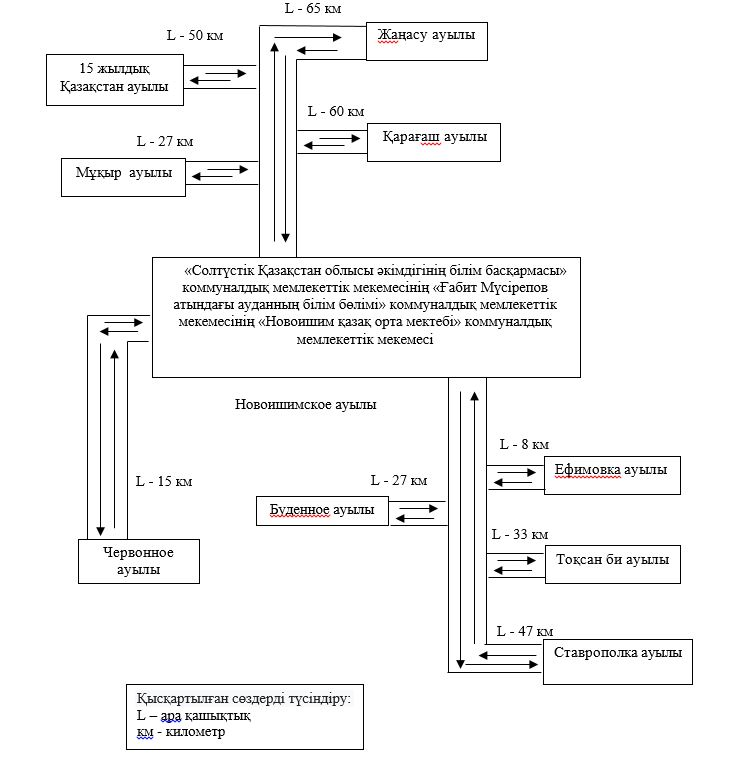 L - 65 км
Жаңасу ауылы
L - 50 км
15 жылдық
Қазақстан ауылы
L - 60 км
Қарағаш ауылы
L - 27 км
Мұқыр ауылы
«Солтүстік Қазақстан облысы әкімдігінің білім басқармасы»
коммуналдық мемлекеттік мекемесінің «Ғабит Мүсірепов
атындағы ауданның білім бөлімі» коммуналдық мемлекеттік
мекемесінің «Новоишим қазақ орта мектебі» коммуналдық
мемлекеттік мекемесі
Новоишимское ауылы
L - 8 км
Ефимовка ауылы
L - 15 км
L - 27 км
Буденное ауылы
L - 33 км
Тоқсан би ауылы
Червонное
ауылы
L - 47 км
Ставрополка ауылы
Қысқартылған сөздерді түсіндіру:
L – ара қашықтық
км - километр